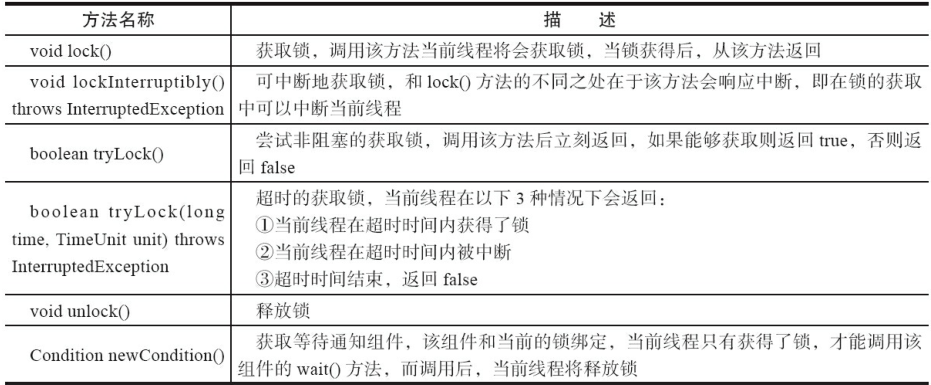 方法名称 描 述
void lock() 获取锁，调用该方法当前线程将会获取锁，当锁获得后，从该方法返回
void lockInterruptibly() throws InterruptedException
可中断地获取锁，和 lock() 方法的不同之处在于该方法会响应中断，即在锁的获取
中可以中断当前线程
boolean tryLock()
尝试非阻塞的获取锁，调用该方法后立刻返回，如果能够获取则返回 true，否则返
回 false
boolean tryLock(long
time, TimeUnit unit) throws
InterruptedException
超时的获取锁，当前线程在以下 3 种情况下会返回：
①当前线程在超时时间内获得了锁
②当前线程在超时时间内被中断
③超时时间结束，返回 false
void unlock() 释放锁
Condition newCondition()
获取等待通知组件，该组件和当前的锁绑定，当前线程只有获得了锁，才能调用该
组件的 wait() 方法，而调用后，当前线程将释放锁